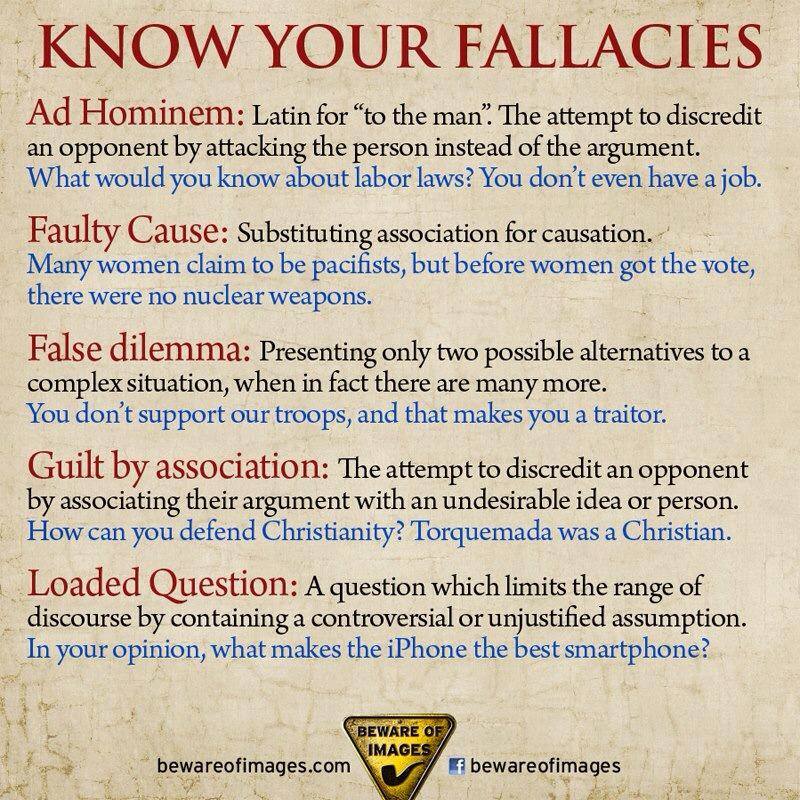 KNOW YOUR FALLACIES
Ad Hominem: Latin for “to the man”. The attempt to discredit
an opponent by attacking the person instead of the argument.
What would you know about labor laws? You don’t even have a job.
Faulty Cause: Substituting association for causation.
Many women claim to be pacifists, but before women got the vote,
there were no nuclear weapons.
False dilemma: Presenting only two possible alternatives to a
complex situation, when in fact there are many more.
You don’t support our troops, and that makes you a traitor.
Guilt by association: The attempt to discredit an opponent
by associating their argument with an undesirable idea or person.
How can you defend Christianity? Torquemada was a Christian.
Loaded Question: A question which limits the range of
discourse by containing a controversial or unjustified assumption.
In your opinion, what makes the iPhone the best smartphone?
BEWARE OF
IMAGES
bewareofimages.com f bewareofimages